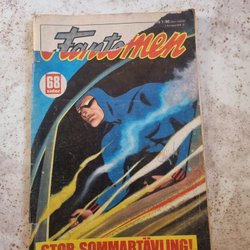 Fantomen
68
sidor
STOR SOMMARTÄVLING!